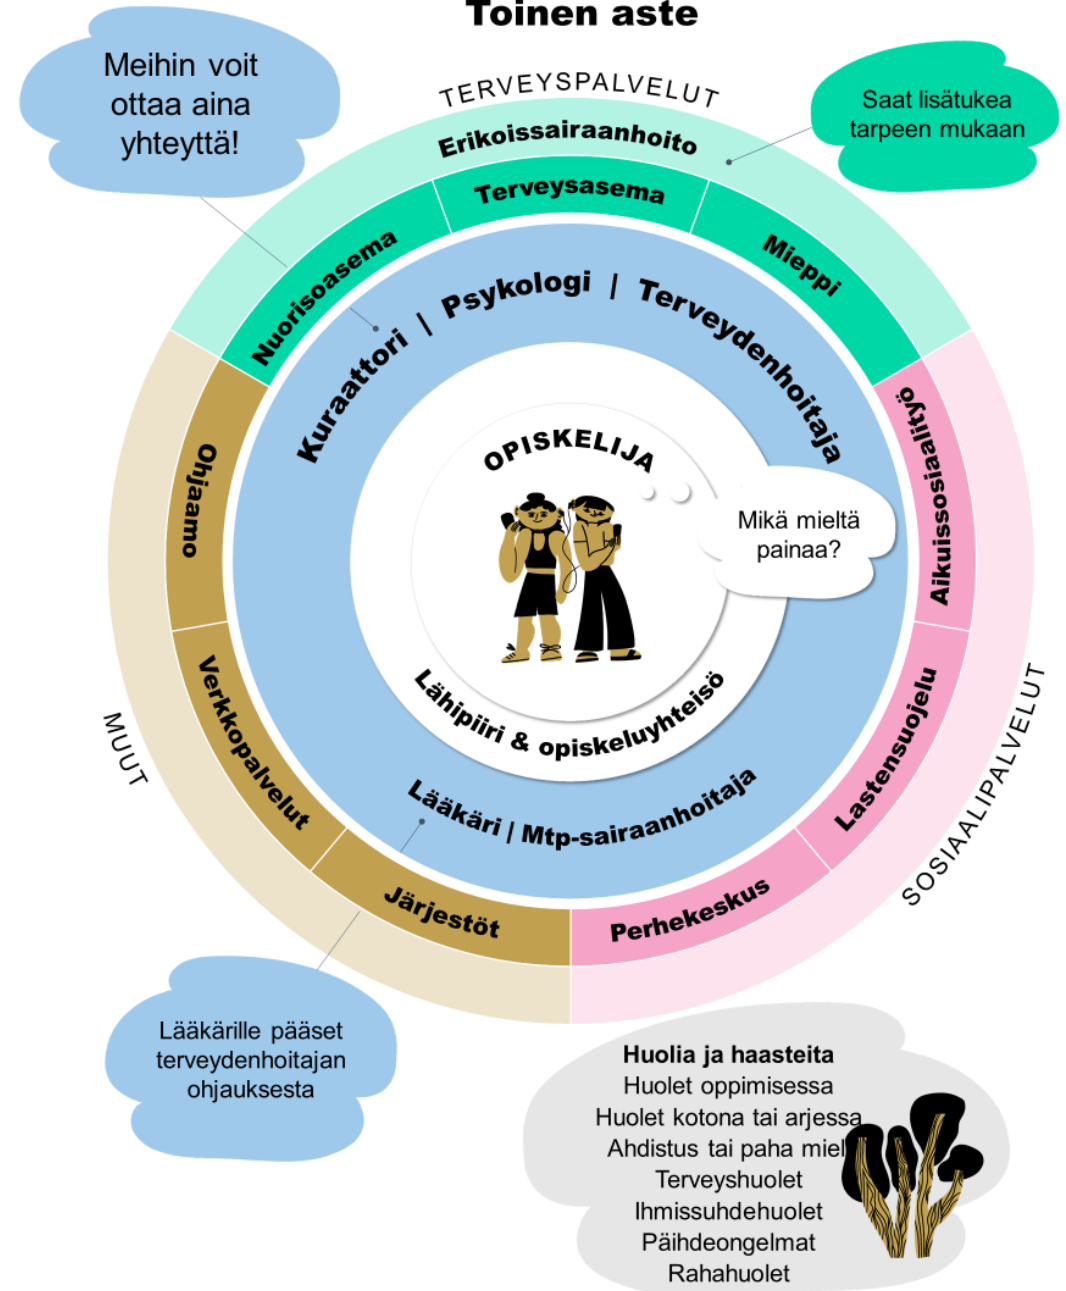 Toinen aste
Meihin voit
ottaa aina
yhteyttä!
TERVEYSPALVELUT
Saat lisätukea
tarpeen mukaan
Erikoissairaanhoito
Nuorisoasema
Terveysasema
Mieppi
Kuraattori | Psykologi | Terveydenhoitaja
OPISKELIJA
Mikä mieltä
painaa?
Lähipiiri & opiskeluyhteisö
Lääkäri | Mtp-sairaanhoitaja
Aikuissosiaalityö
Lastensuojelu
Perhekeskus
SOSIAALIPALVELUT
Ohjaamo
Verkkopalvelut
Järjestöt
MUUT
Lääkärille pääset
terveydenhoitajan
ohjauksesta
Huolia ja haasteita
Huolet oppimisessa
Huolet kotona tai arjessa
Ahdistus tai paha miel
Terveyshuolet
Ihmissuhdehuolet
Päihdeongelmat
Rahahuolet